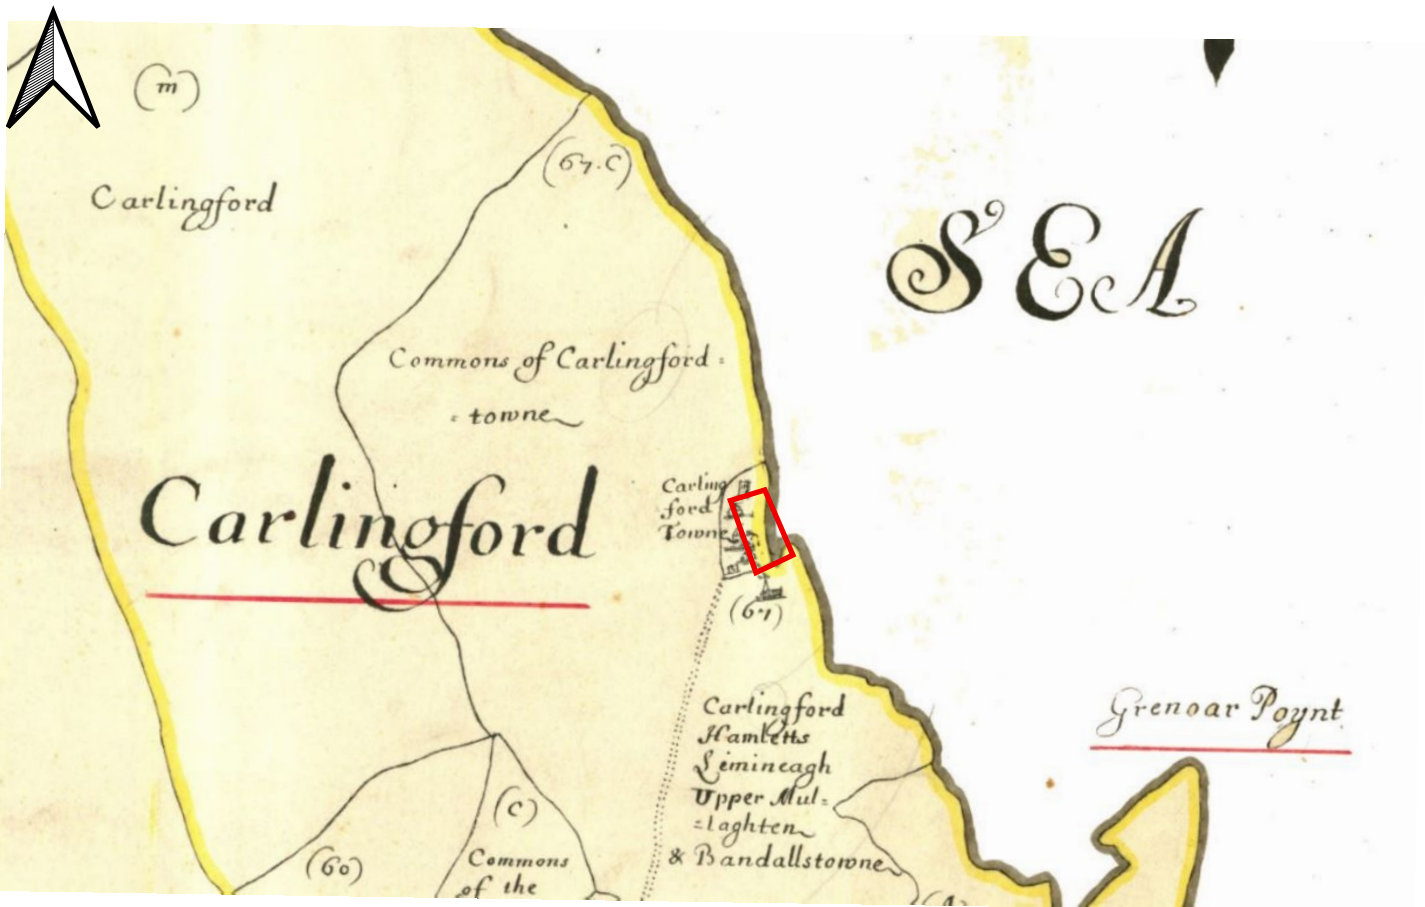 (m)
(67.C)
Carlingford
SEA
Commons of Carlingford =
= towne
Carling
ford
Towne
Carlingford
(67)
Carlingford
Hamletts
Limineagh
Upper Mul=
=laghten
& Bandallstowne
Grenoar Poynt
(C)
(60)
Commons
of the